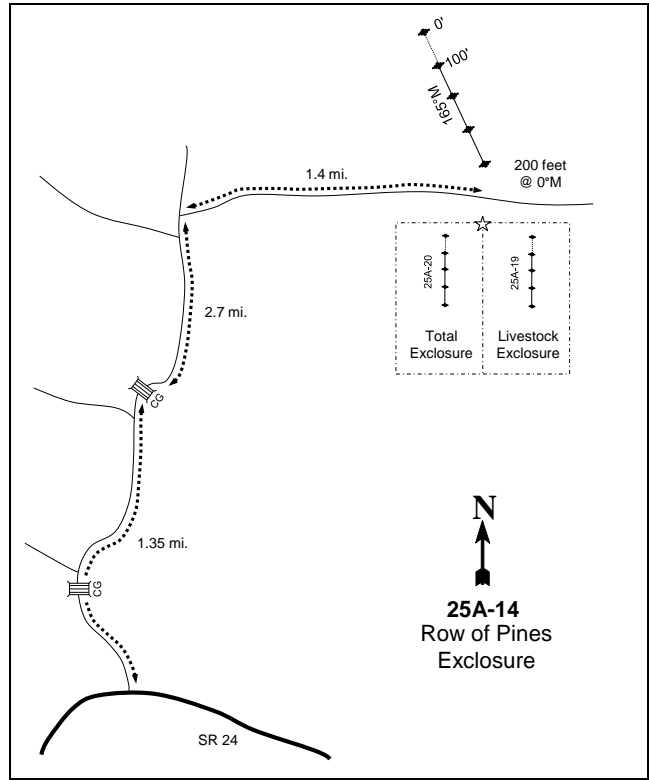 0'
100'
165°M
200 feet
@ 0°M
1.4 mi.
25A-20
25A-19
2.7 mi.
Total
Exclosure
Livestock
Exclosure
CG
1.35 mi.
CG
N
25A-14
Row of Pines
Exclosure
SR 24